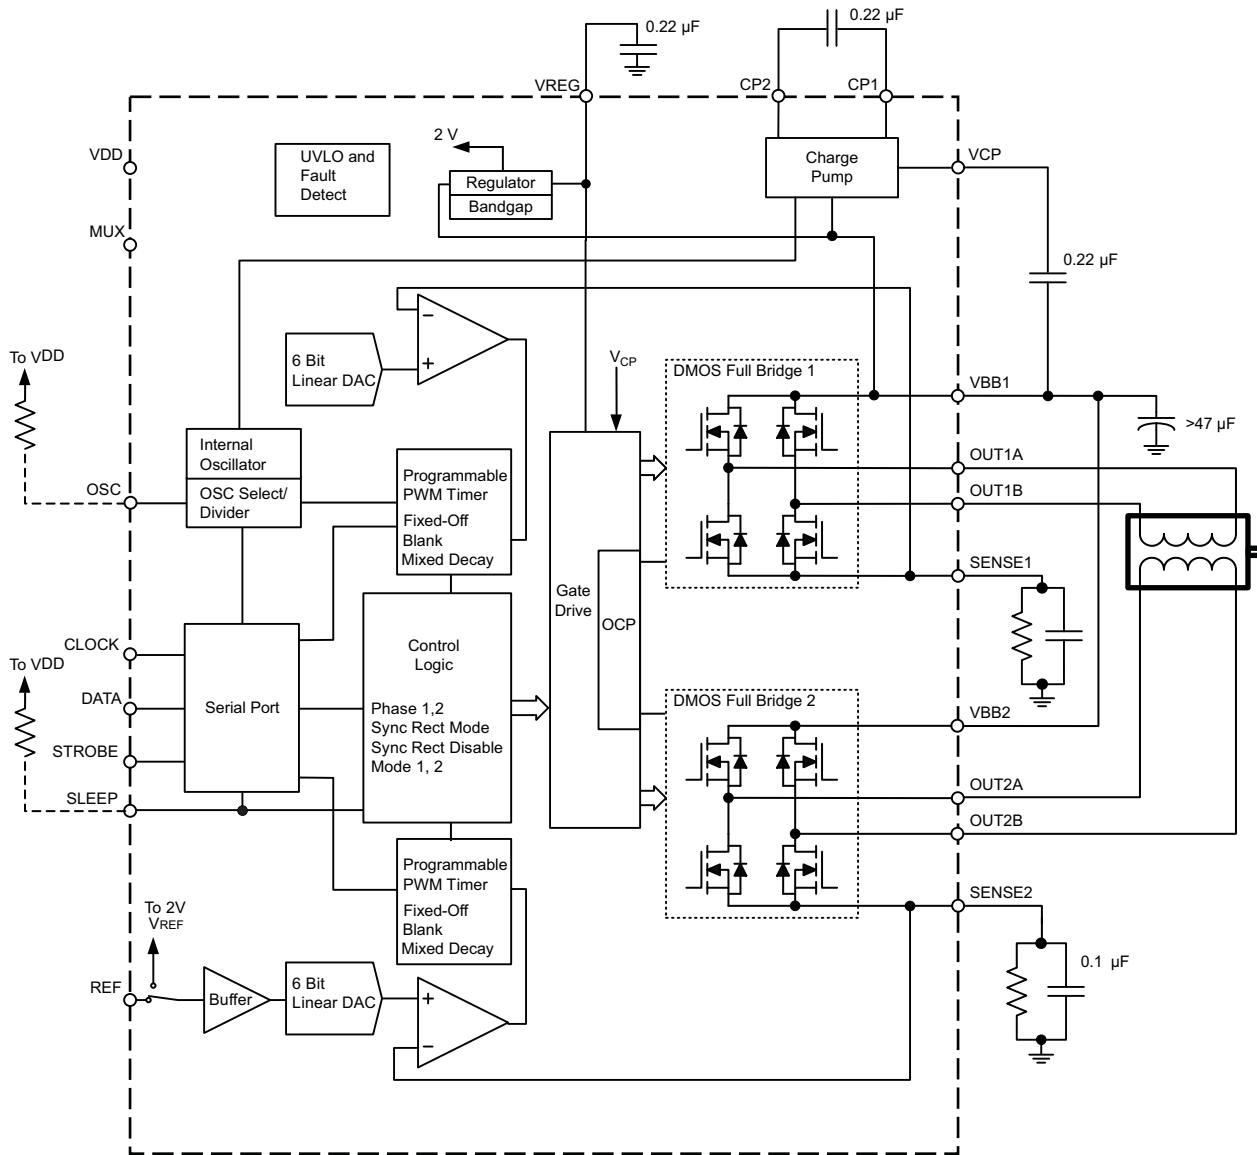 0.22 µF
0.22 µF
VREG
CP2
CP1
VDD
2 V
UVLO and
Fault
Detect
Regulator
Bandgap
Charge
Pump
VCP
MUX
0.22 µF
To VDD
6 Bit
Linear DAC
−
+
VCP
DMOS Full Bridge 1
VBB1
>47 µF
Internal
Oscillator
OSC Select/
Divider
OSC
Programmable
PWM Timer
Fixed-Off
Blank
Mixed Decay
OUT1A
OUT1B
SENSE1
Gate
Drive
OCP
CLOCK
To VDD
DATA
STROBE
SLEEP
Serial Port
Control
Logic
Phase 1,2
Sync Rect Mode
Sync Rect Disable
Mode 1, 2
DMOS Full Bridge 2
VBB2
OUT2A
OUT2B
Programmable
PWM Timer
Fixed-Off
Blank
Mixed Decay
SENSE2
To 2V
VREF
REF
Buffer
6 Bit
Linear DAC
+
−
0.1 µF